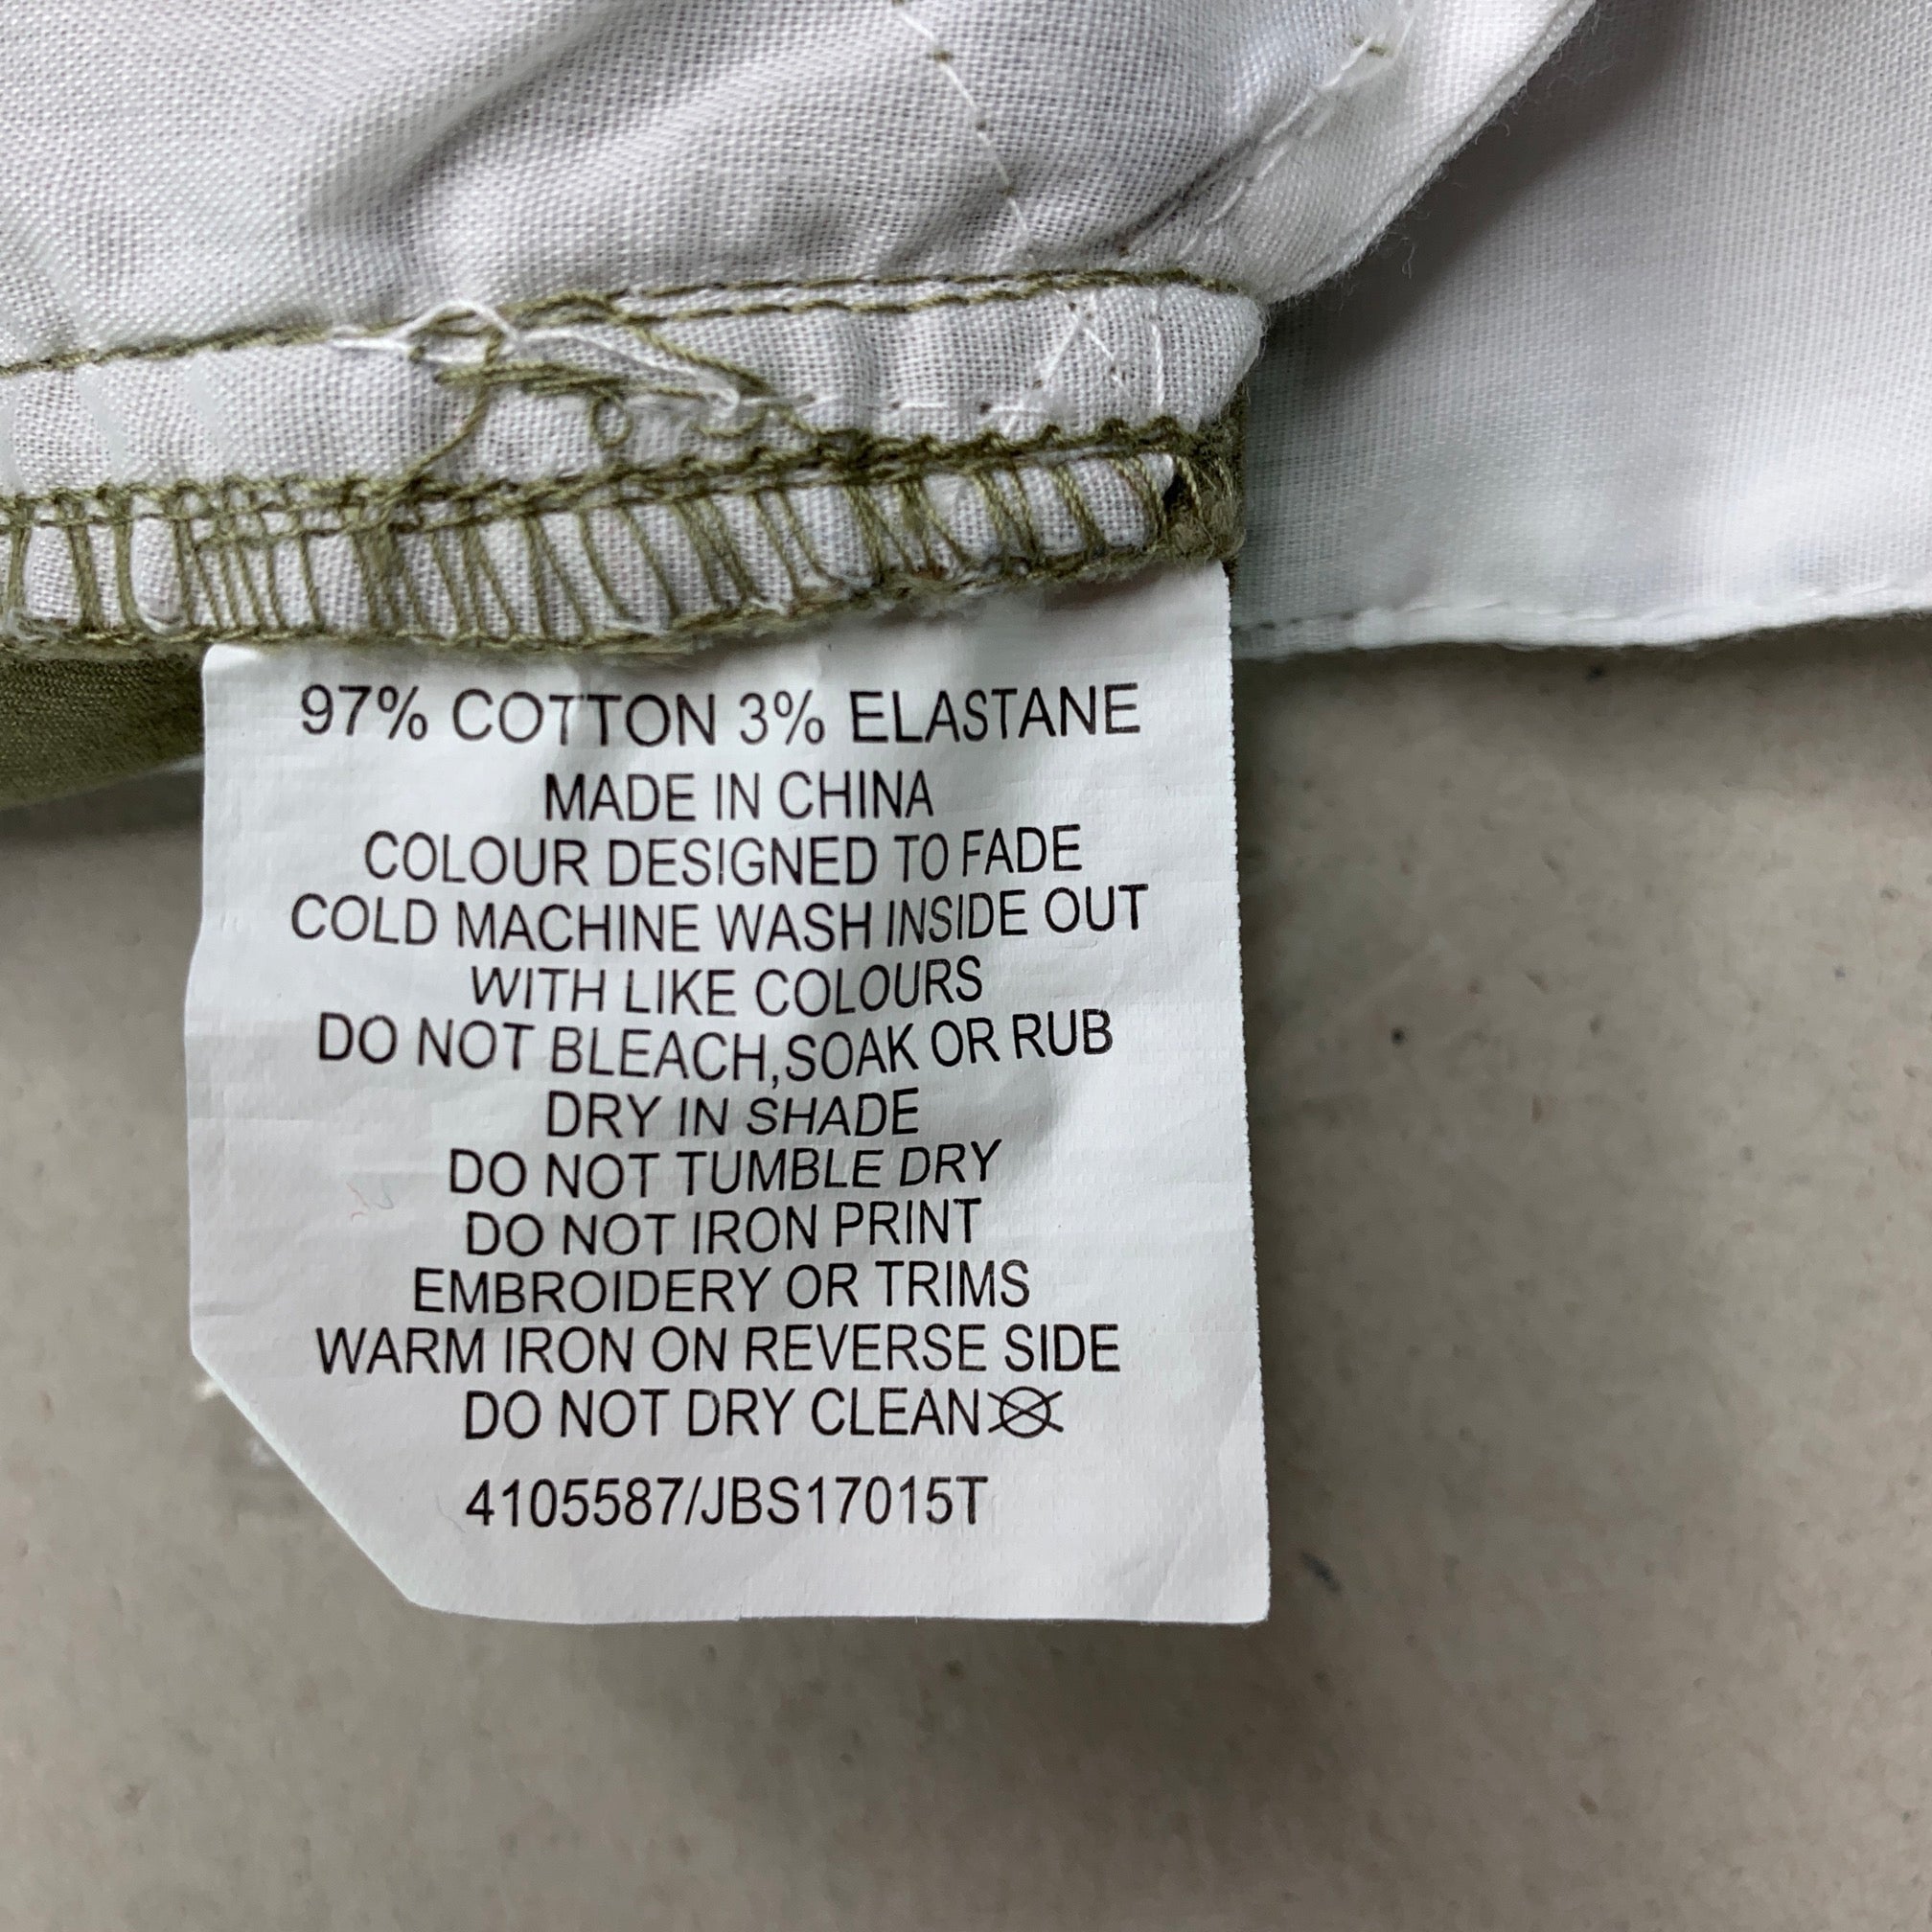 97% COTTON 3% ELASTANE
MADE IN CHINA
COLOUR DESIGNED TO FADE
COLD MACHINE WASH INSIDE OUT
WITH LIKE COLOURS
DO NOT BLEACH,SOAK OR RUB
DRY IN SHADE
DO NOT TUMBLE DRY
DO NOT IRON PRINT
EMBROIDERY OR TRIMS
WARM IRON ON REVERSE SIDE
DO NOT DRY CLEAN
4105587/JBS17015T